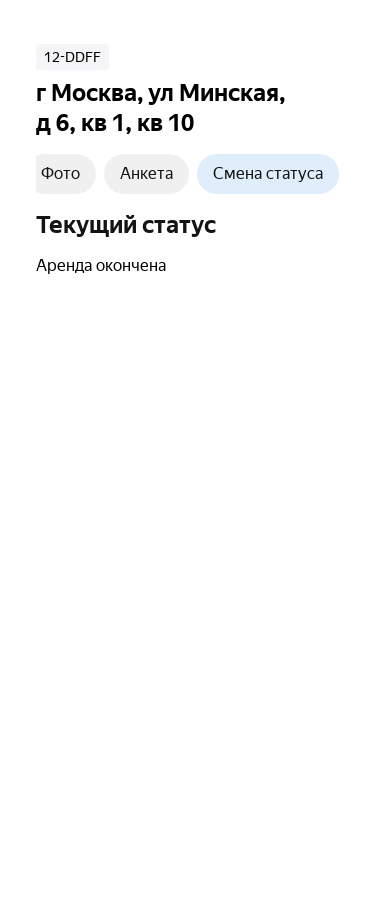 12-DDFF
г Москва, ул Минская,
д 6, кв 1, кв 10
Фото
Анкета
Смена статуса
Текущий статус
Аренда окончена